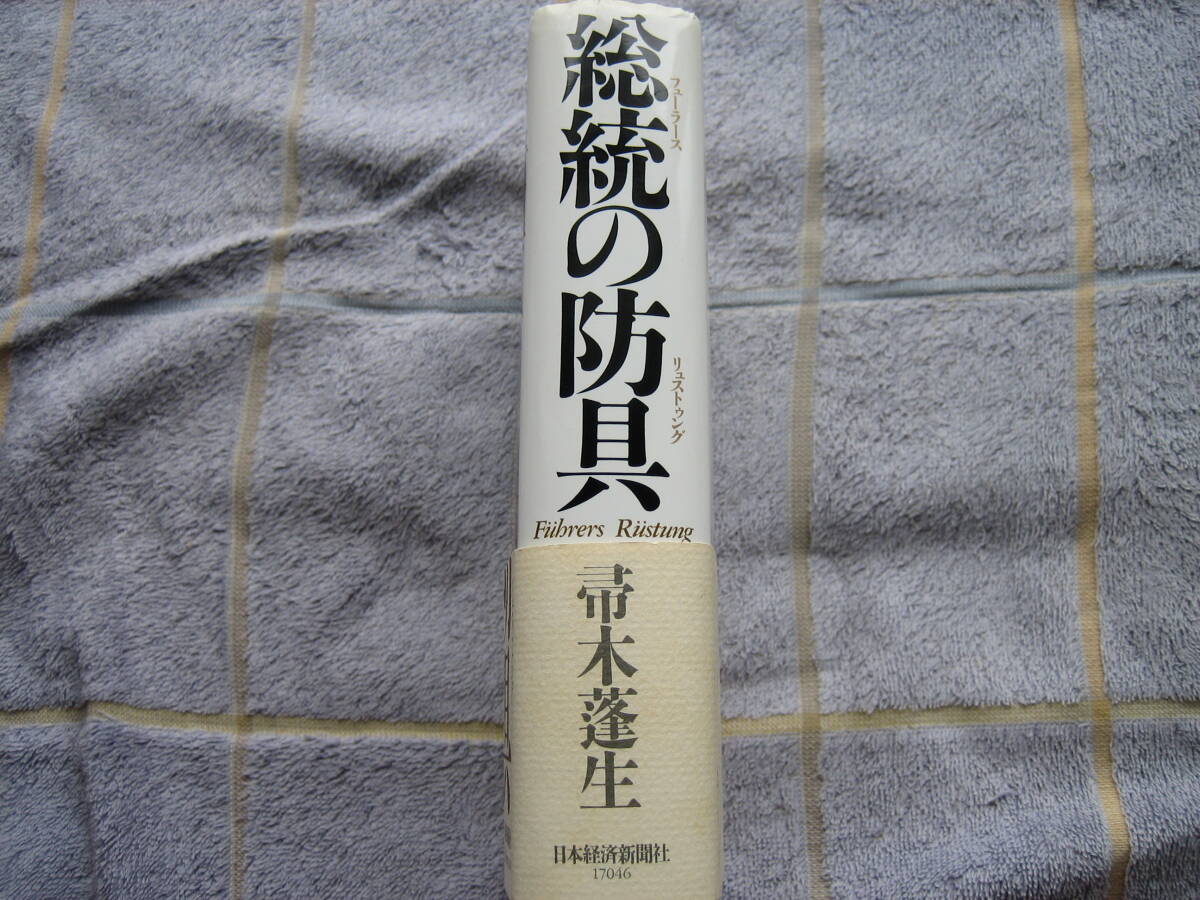 総統の防具
フューラース
リュストゥング
Führers Rüstung
帚木蓬生
日本経済新聞社
17046